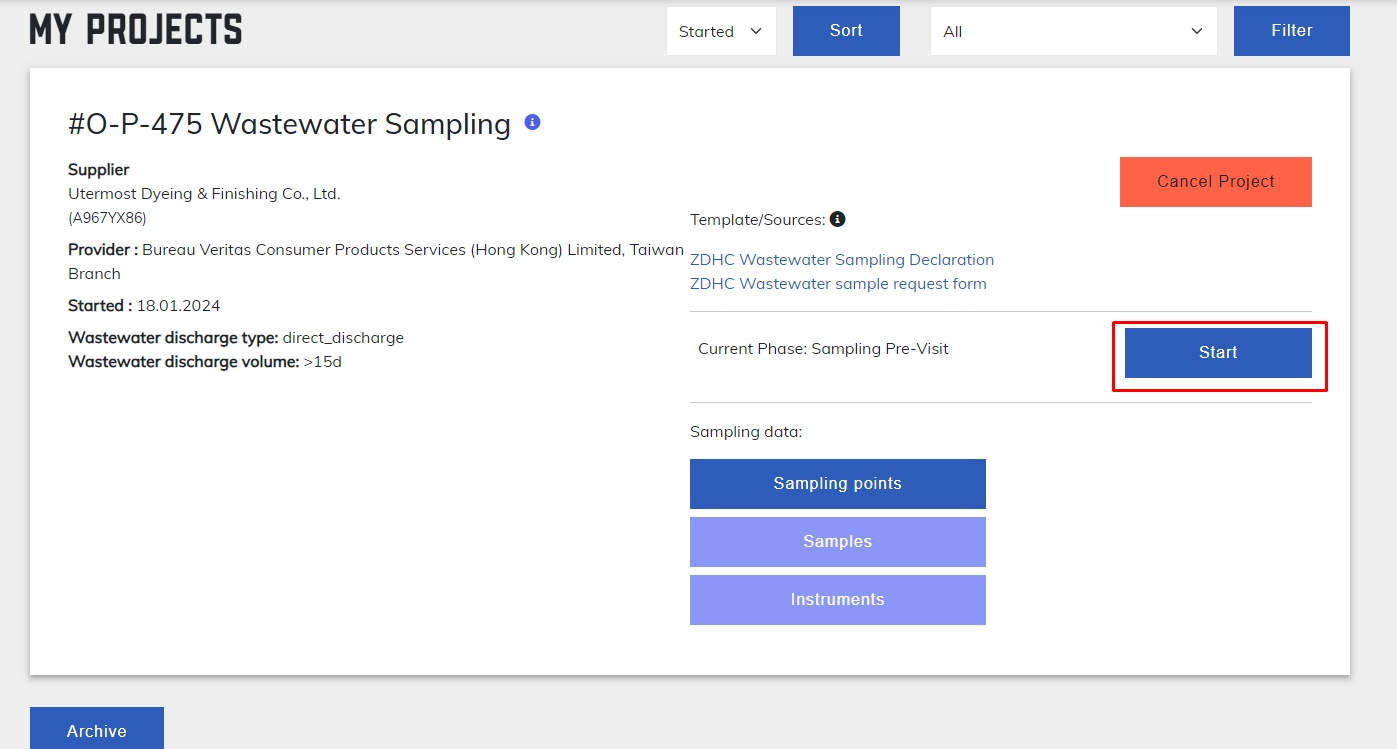 MY PROJECTS
Started
Sort
All
Filter
#O-P-475 Wastewater Sampling
Supplier
Utermost Dyeing & Finishing Co., Ltd.
(A967YX86)
Provider : Bureau Veritas Consumer Products Services (Hong Kong) Limited, Taiwan
Branch
Started : 18.01.2024
Wastewater discharge type: direct_discharge
Wastewater discharge volume: >15d
Cancel Project
Template/Sources:
ZDHC Wastewater Sampling Declaration
ZDHC Wastewater sample request form
Current Phase: Sampling Pre-Visit
Start
Sampling data:
Sampling points
Samples
Instruments
Archive